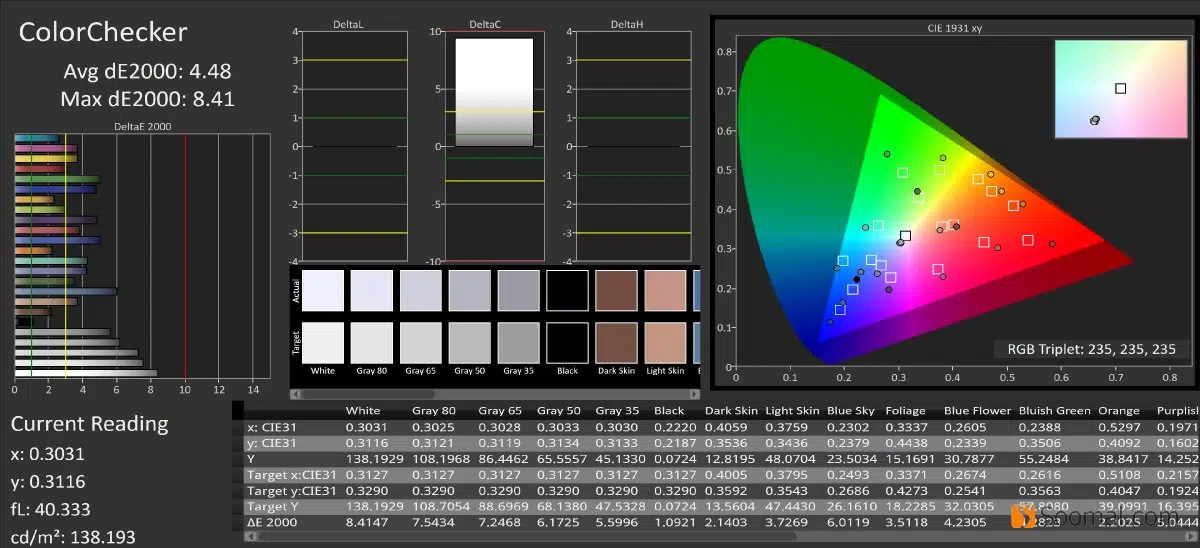 ColorChecker
Avg dE2000: 4.48
Max dE2000: 8.41
DeltaE 2000
0 2 4 6 8 10 12 14
DeltaL
4
3
2
1
0
-1
-2
-3
-4
DeltaC
10
5
0
-5
-10
DeltaH
4
3
2
1
0
-1
-2
-3
-4
Actual
Target
White Gray 80 Gray 65 Gray 50 Gray 35 Black Dark Skin Light Skin
CIE 1931 xy
0.8
0.7
0.6
0.5
0.4
0.3
0.2
0.1
0
0 0.1 0.2 0.3 0.4 0.5 0.6 0.7 0.8
RGB Triplet: 235, 235, 235
Current Reading
x: 0.3031
y: 0.3116
fL: 40.333
cd/m²: 138.193
White Gray 80 Gray 65 Gray 50 Gray 35 Black Dark Skin Light Skin Blue Sky Foliage Blue Flower Bluish Green Orange Purplish
x: CIE31 0.3031 0.3025 0.3028 0.3033 0.3030 0.2220 0.4059 0.3759 0.2302 0.3337 0.2605 0.2388 0.5297 0.1971
y: CIE31 0.3116 0.3121 0.3119 0.3134 0.3133 0.2187 0.3536 0.3436 0.2379 0.4438 0.2339 0.3506 0.4092 0.1602
Y 138.1929 108.1968 86.4462 65.5557 45.1330 0.0724 12.8195 48.0704 23.5034 15.1691 30.7877 55.2484 38.8417 14.252
Target x:CIE31 0.3127 0.3127 0.3127 0.3127 0.3127 0.3127 0.4005 0.3795 0.2493 0.3371 0.2674 0.2616 0.5108 0.2157
Target y:CIE31 0.3290 0.3290 0.3290 0.3290 0.3290 0.3290 0.3592 0.3543 0.2686 0.4273 0.2541 0.3563 0.4047 0.1924
Target Y 138.1929 108.7054 88.6969 68.1380 47.5328 0.0724 13.5604 47.4430 26.1610 18.2285 32.0305 57.8080 39.0991 16.395
ΔE 2000 8.4147 7.5434 7.2468 6.1725 5.5996 1.0921 2.1403 3.7269 6.0119 3.5118 4.2305 2.2025
Soomal.com